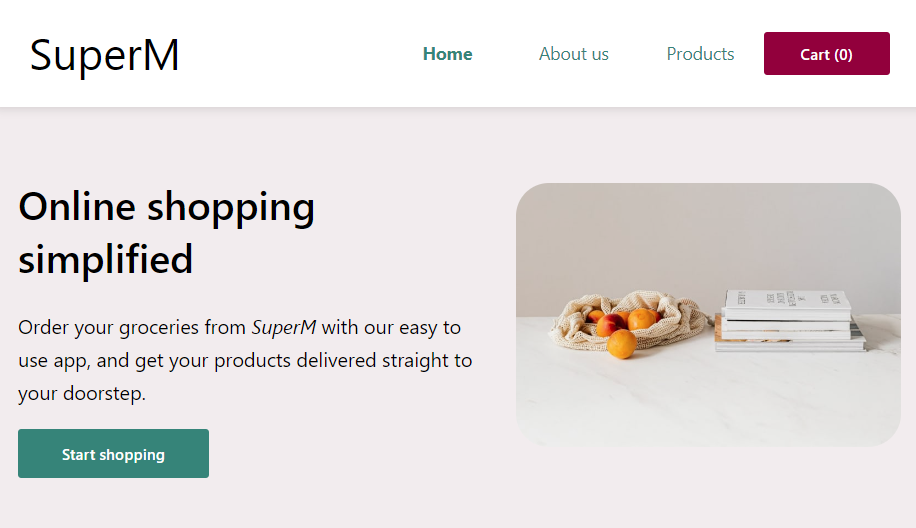 SuperM
Home
About us
Products
Cart (0)
Online shopping
simplified
Order your groceries from SuperM with our easy to
use app, and get your products delivered straight to
your doorstep.
Start shopping